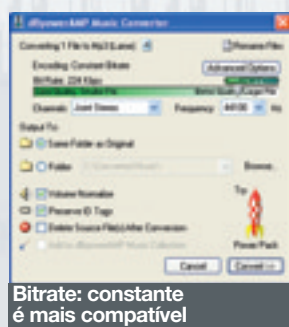 dBpowerAMP Music Converter
Converting 1 File to Mp3 (Lame)
Rename Files
Encoding: Constant Bitrate
Advanced Options
Bit Rate: 224 Kbps
Channels: Joint Stereo
Frequency: 44100 Hz
Output To:
Same Folder as Original
Folder
Browse
Volume Normalize
Tip
Preserve ID Tags
Delete Source File(s) After Conversion
Power Pack
Cancel
Convert >>
Bitrate: constante
é mais compatível